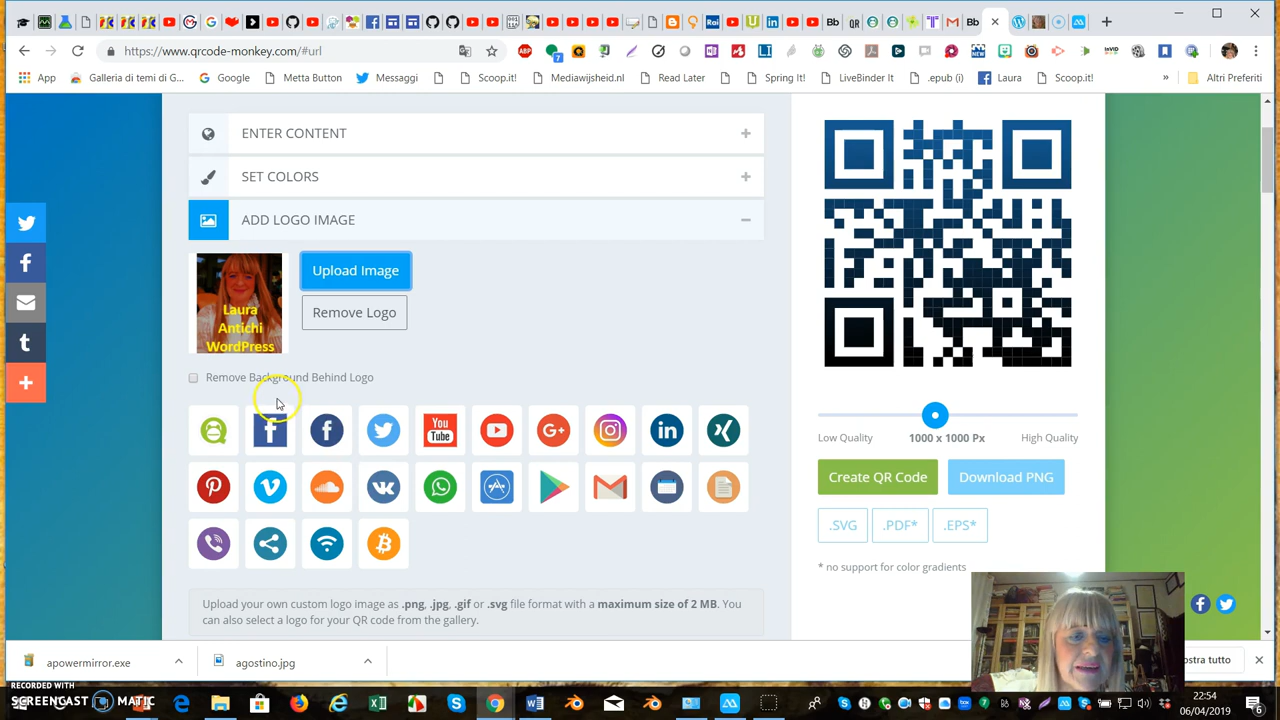 https://www.qrcode-monkey.com/#url
App
Galleria di temi di G...
Google
Metta Button
Messaggi
Scoop.it!
Mediawijsheid.nl
Read Later
Spring It!
LiveBinder It
.epub (i)
Laura
Scoop.it!
»
Altri Preferiti
ENTER CONTENT
SET COLORS
ADD LOGO IMAGE
Laura
Antichi
WordPress
Upload Image
Remove Logo
Remove Background Behind Logo
You
Tube
Upload your own custom logo image as .png, .jpg, .gif or .svg file format with a maximum size of 2 MB. You
can also select a logo for your QR code from the gallery.
Low Quality
1000 x 1000 Px
High Quality
Create QR Code
Download PNG
.SVG
.PDF*
.EPS*
* no support for color gradients
apowermirror.exe
agostino.jpg
ostra tutto
RECORDED WITH
SCREENCAST MATIC
22:54
06/04/2019
6